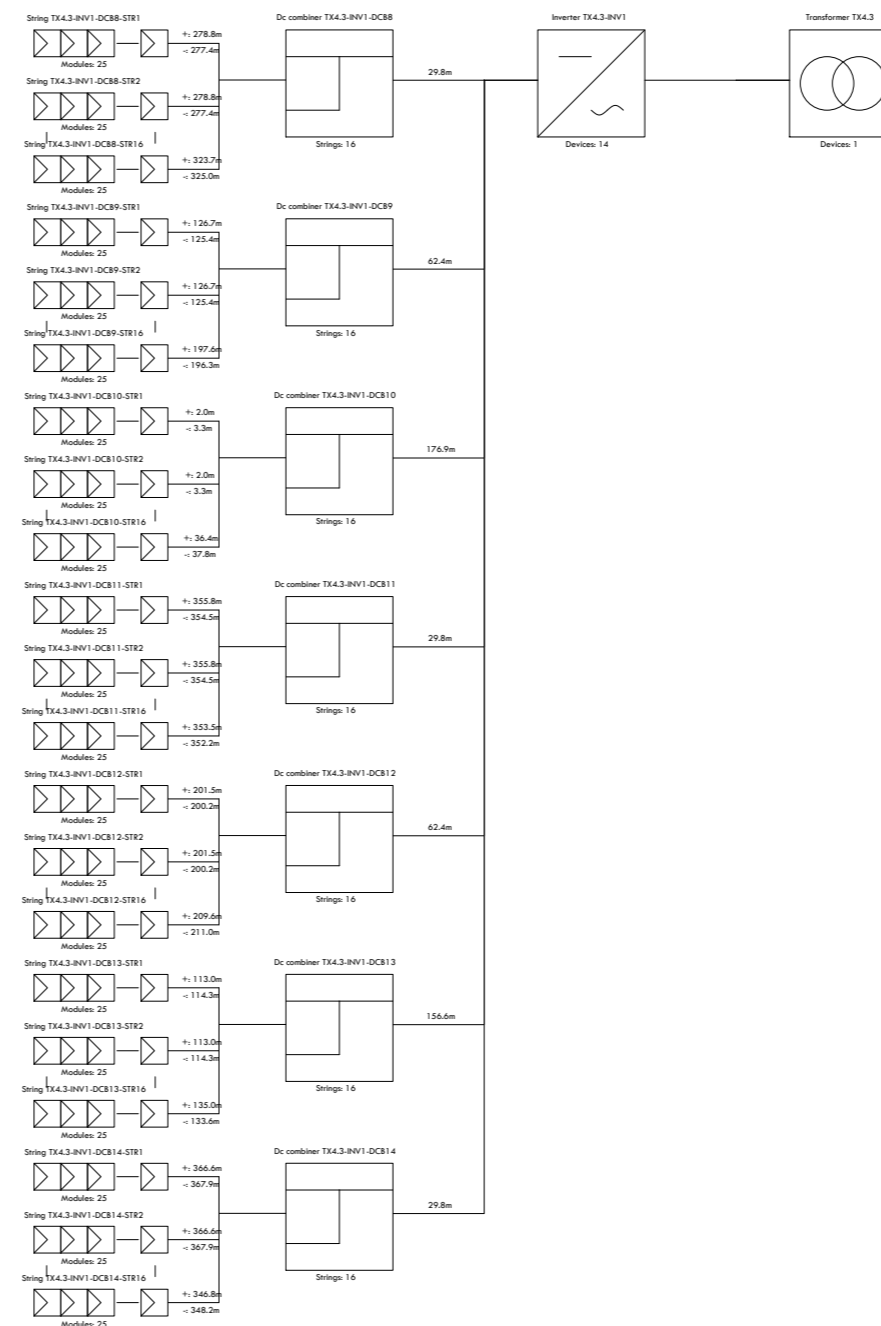 String TX4.3-INV1-DCB8-STR1
Dc combiner TX4.3-INV1-DCB8
Inverter TX4.3-INV1
Transformer TX4.3
+: 278.8m
-: 277.4m
Modules: 25
29.8m
String TX4.3-INV1-DCB8-STR2
+: 278.8m
-: 277.4m
Modules: 25
Strings: 16
Devices: 14
Devices: 1
String TX4.3-INV1-DCB8-STR16
+: 323.7m
-: 325.0m
Modules: 25
String TX4.3-INV1-DCB9-STR1
Dc combiner TX4.3-INV1-DCB9
+: 126.7m
-: 125.4m
Modules: 25
62.4m
String TX4.3-INV1-DCB9-STR2
+: 126.7m
-: 125.4m
Modules: 25
Strings: 16
String TX4.3-INV1-DCB9-STR16
+: 197.6m
-: 196.3m
Modules: 25
String TX4.3-INV1-DCB10-STR1
Dc combiner TX4.3-INV1-DCB10
+: 2.0m
-: 3.3m
Modules: 25
176.9m
String TX4.3-INV1-DCB10-STR2
+: 2.0m
-: 3.3m
Modules: 25
Strings: 16
String TX4.3-INV1-DCB10-STR16
+: 36.4m
-: 37.8m
Modules: 25
String TX4.3-INV1-DCB11-STR1
Dc combiner TX4.3-INV1-DCB11
+: 355.8m
-: 354.5m
Modules: 25
29.8m
String TX4.3-INV1-DCB11-STR2
+: 355.8m
-: 354.5m
Modules: 25
Strings: 16
String TX4.3-INV1-DCB11-STR16
+: 353.5m
-: 352.2m
Modules: 25
String TX4.3-INV1-DCB12-STR1
Dc combiner TX4.3-INV1-DCB12
+: 201.5m
-: 200.2m
Modules: 25
62.4m
String TX4.3-INV1-DCB12-STR2
+: 201.5m
-: 200.2m
Modules: 25
Strings: 16
String TX4.3-INV1-DCB12-STR16
+: 209.6m
-: 211.0m
Modules: 25
String TX4.3-INV1-DCB13-STR1
Dc combiner TX4.3-INV1-DCB13
+: 113.0m
-: 114.3m
Modules: 25
156.6m
String TX4.3-INV1-DCB13-STR2
+: 113.0m
-: 114.3m
Modules: 25
Strings: 16
String TX4.3-INV1-DCB13-STR16
+: 135.0m
-: 133.6m
Modules: 25
String TX4.3-INV1-DCB14-STR1
Dc combiner TX4.3-INV1-DCB14
+: 366.6m
-: 367.9m
Modules: 25
29.8m
String TX4.3-INV1-DCB14-STR2
+: 366.6m
-: 367.9m
Modules: 25
Strings: 16
String TX4.3-INV1-DCB14-STR16
+: 346.8m
-: 348.2m
Modules: 25